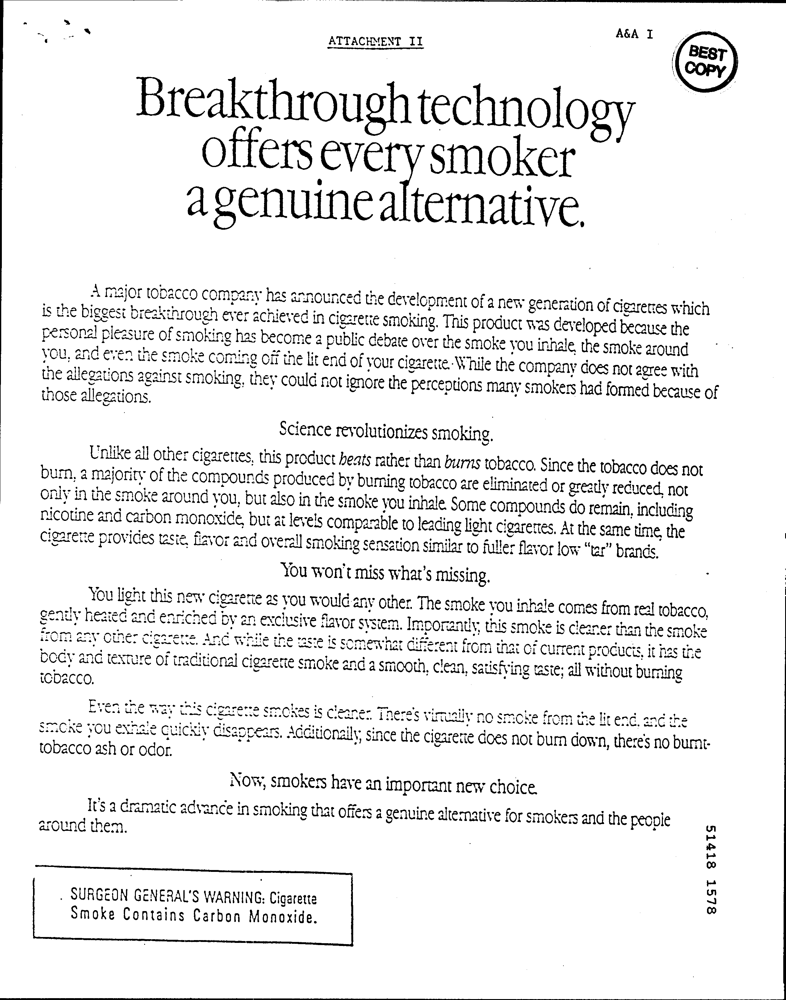 ATTACHMENT II
A&A I
BEST
COPY
Breakthrough technology
offers every smoker
a genuine alternative.
A major tobacco company has announced the development of a new generation of cigarettes which
is the biggest breakthrough ever achieved in cigarette smoking. This product was developed because the
personal pleasure of smoking has become a public debate over the smoke you inhale, the smoke around
you, and even the smoke coming off the lit end of your cigarette. While the company does not agree with
the allegations against smoking, they could not ignore the perceptions many smokers had formed because of
those allegations.
Science revolutionizes smoking.
Unlike all other cigarettes, this product heats rather than burns tobacco. Since the tobacco does not
burn, a majority of the compounds produced by burning tobacco are eliminated or greatly reduced, not
only in the smoke around you, but also in the smoke you inhale. Some compounds do remain, including
nicotine and carbon monoxide, but at levels comparable to leading light cigarettes. At the same time, the
cigarette provides taste, flavor and overall smoking sensation similar to fuller flavor low "tar" brands.
You won't miss what's missing.
You light this new cigarette as you would any other. The smoke you inhale comes from real tobacco,
gently heated and enriched by an exclusive flavor system. Importantly, this smoke is cleaner than the smoke
from any other cigarette. And while the taste is somewhat different from that of current products, it has the
body and texture of traditional cigarette smoke and a smooth, clean, satisfying taste; all without burning
tobacco.
Even the way this cigarette smokes is cleaner. There's virtually no smoke from the lit end, and the
smoke you exhale quickly disappears. Additionally, since the cigarette does not burn down, there's no burnt-
tobacco ash or odor.
Now, smokers have an important new choice.
It's a dramatic advance in smoking that offers a genuine alternative for smokers and the people
around them.
SURGEON GENERAL'S WARNING: Cigarette
Smoke Contains Carbon Monoxide.
51418 1578